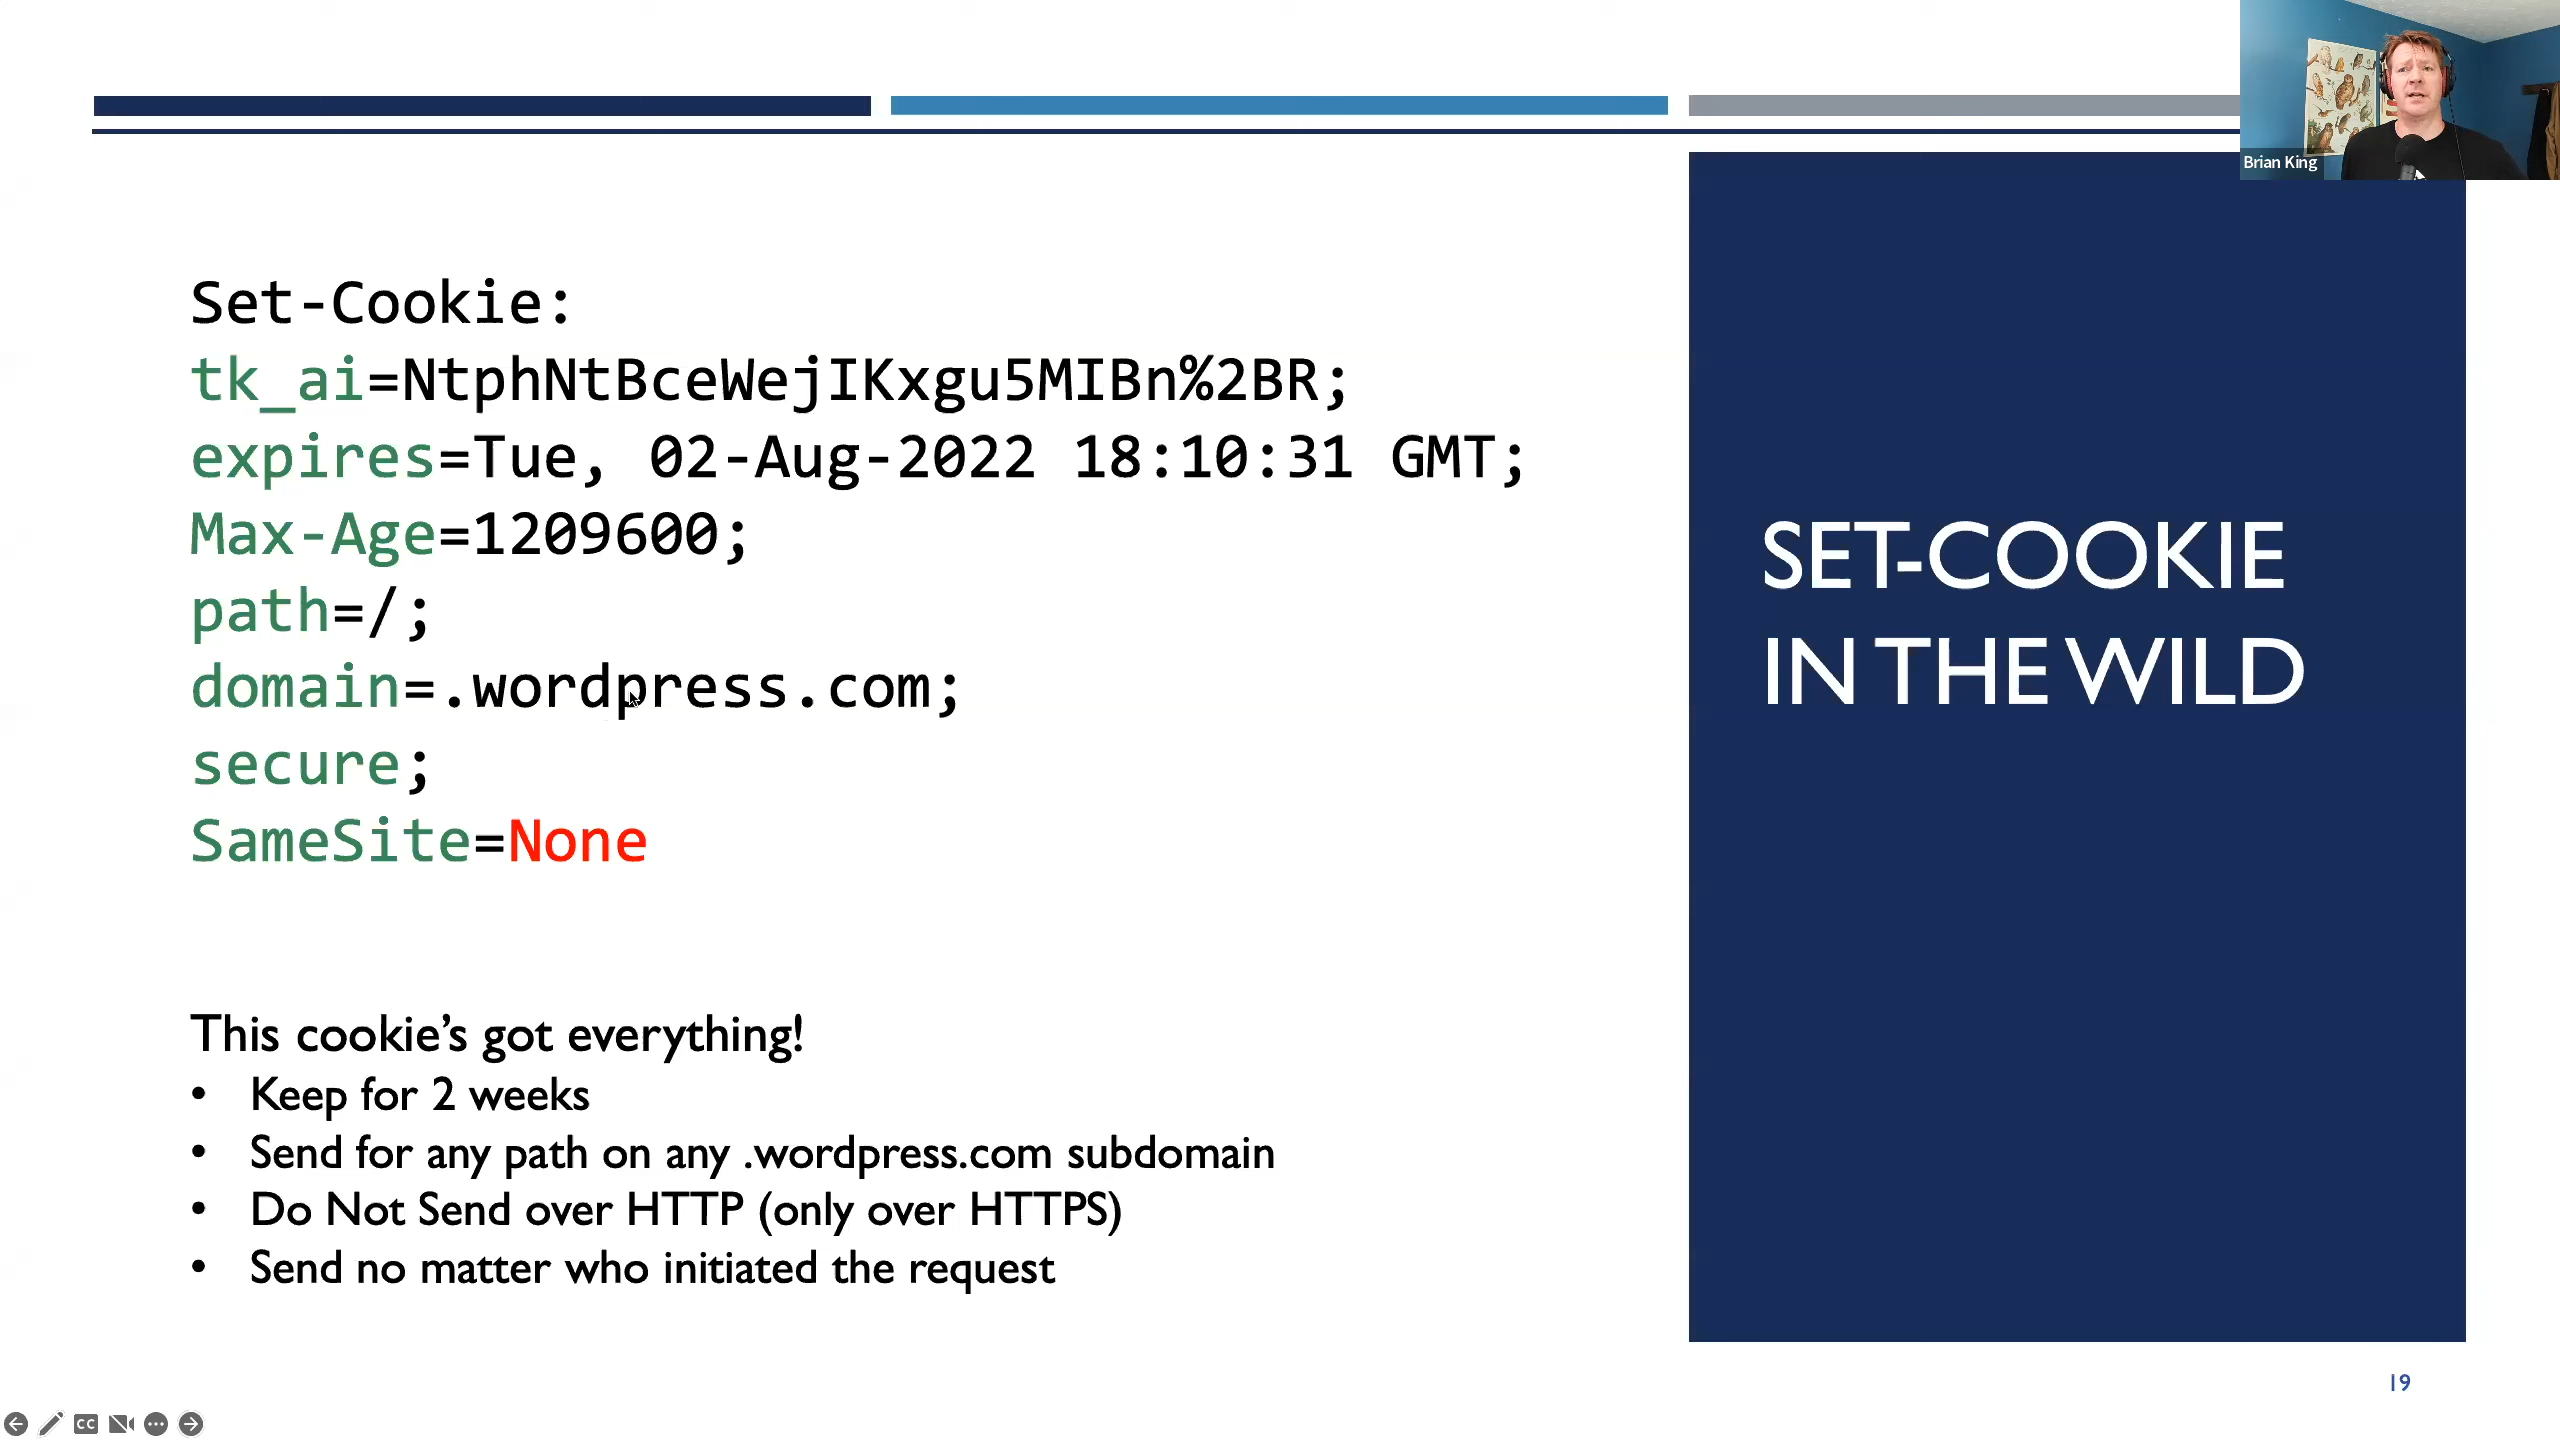 Brian King
Set-Cookie:
tk_ai=NtphNtBceWejIKxgu5MIBn%2BR;
expires=Tue, 02-Aug-2022 18:10:31 GMT;
Max-Age=1209600;
path=/;
domain=.wordpress.com;
secure;
SameSite=None
This cookie’s got everything!
• Keep for 2 weeks
• Send for any path on any .wordpress.com subdomain
• Do Not Send over HTTP (only over HTTPS)
• Send no matter who initiated the request
SET-COOKIE
IN THE WILD
19
CC